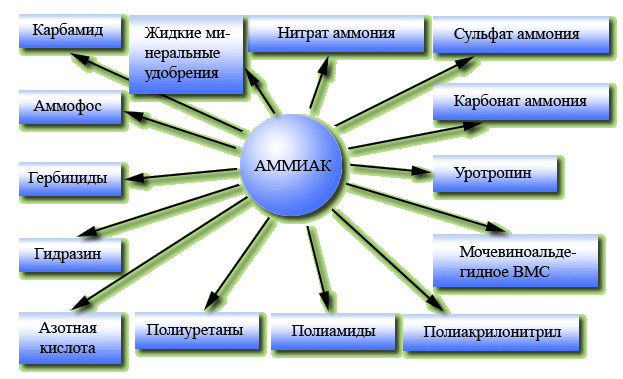 Карбамид
Жидкие ми-
неральные
удобрения
Нитрат аммония
Сульфат аммония
Аммофос
Карбонат аммония
АММИАК
Гербициды
Уротропин
Гидразин
Мочевиноальде-
гидное ВМС
Азотная
кислота
Полиуретаны
Полиамиды
Полиакрилонитрил